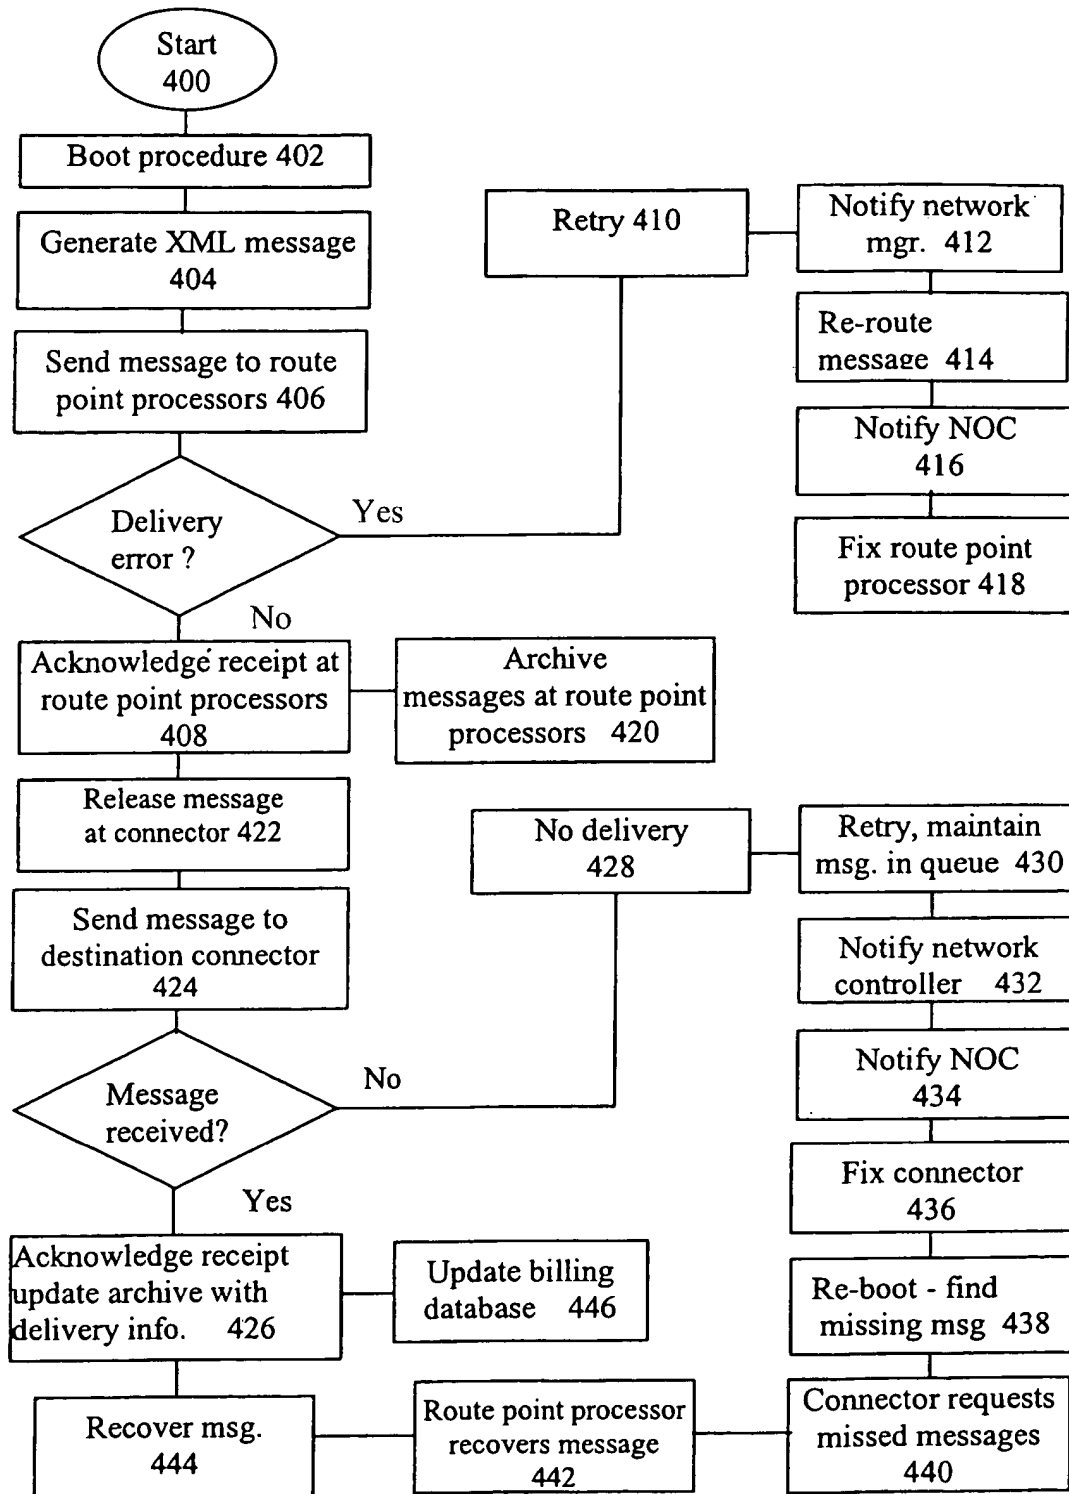 Start
400
Boot procedure 402
Generate XML message
404
Send message to route
point processors 406
Delivery
error ?
Yes
No
Retry 410
Notify network
mgr. 412
Re-route
message 414
Notify NOC
416
Fix route point
processor 418
Acknowledge receipt at
route point processors
408
Archive
messages at route point
processors 420
Release message
at connector 422
Send message to
destination connector
424
Message
received?
No
Yes
No delivery
428
Retry, maintain
msg. in queue 430
Notify network
controller 432
Notify NOC
434
Fix connector
436
Re-boot - find
missing msg 438
Connector requests
missed messages
440
Acknowledge receipt
update archive with
delivery info. 426
Update billing
database 446
Route point processor
recovers message
442
Recover msg.
444